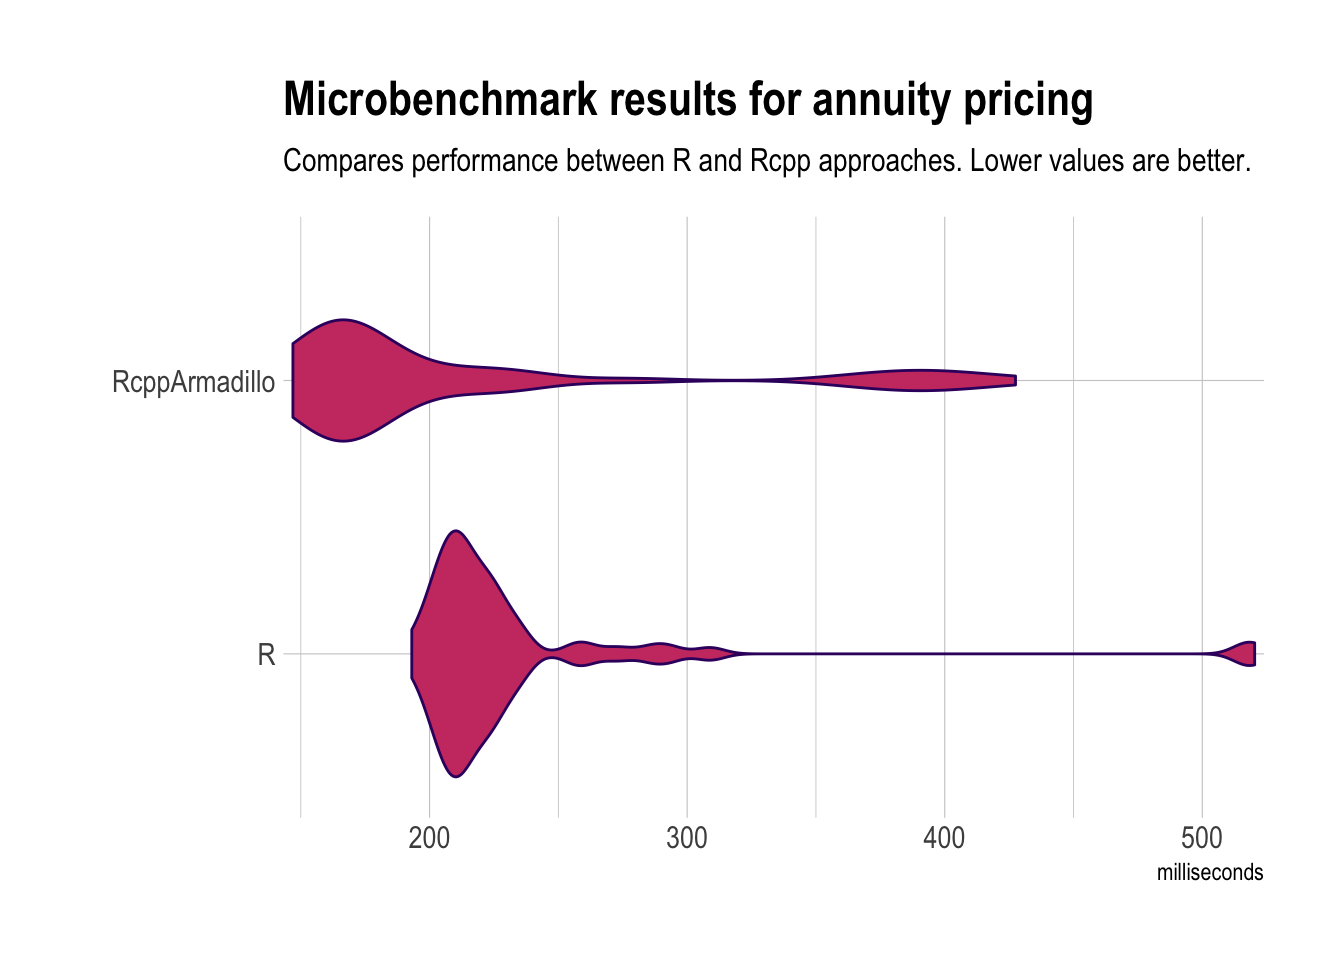 Microbenchmark results for annuity pricing
Compares performance between R and Rcpp approaches. Lower values are better.
RcppArmadillo
R
200 300 400 500
milliseconds